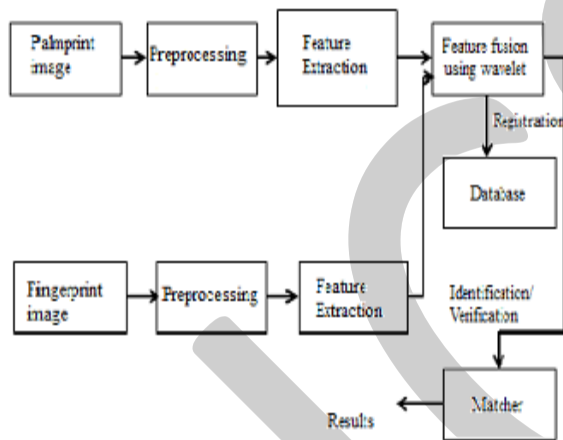 Palmprint
image
Preprocessing
Feature
Extraction
Feature fusion
using wavelet
Registration
Database
Fingerprint
image
Preprocessing
Feature
Extraction
Identification/
Verification
Matcher
Results